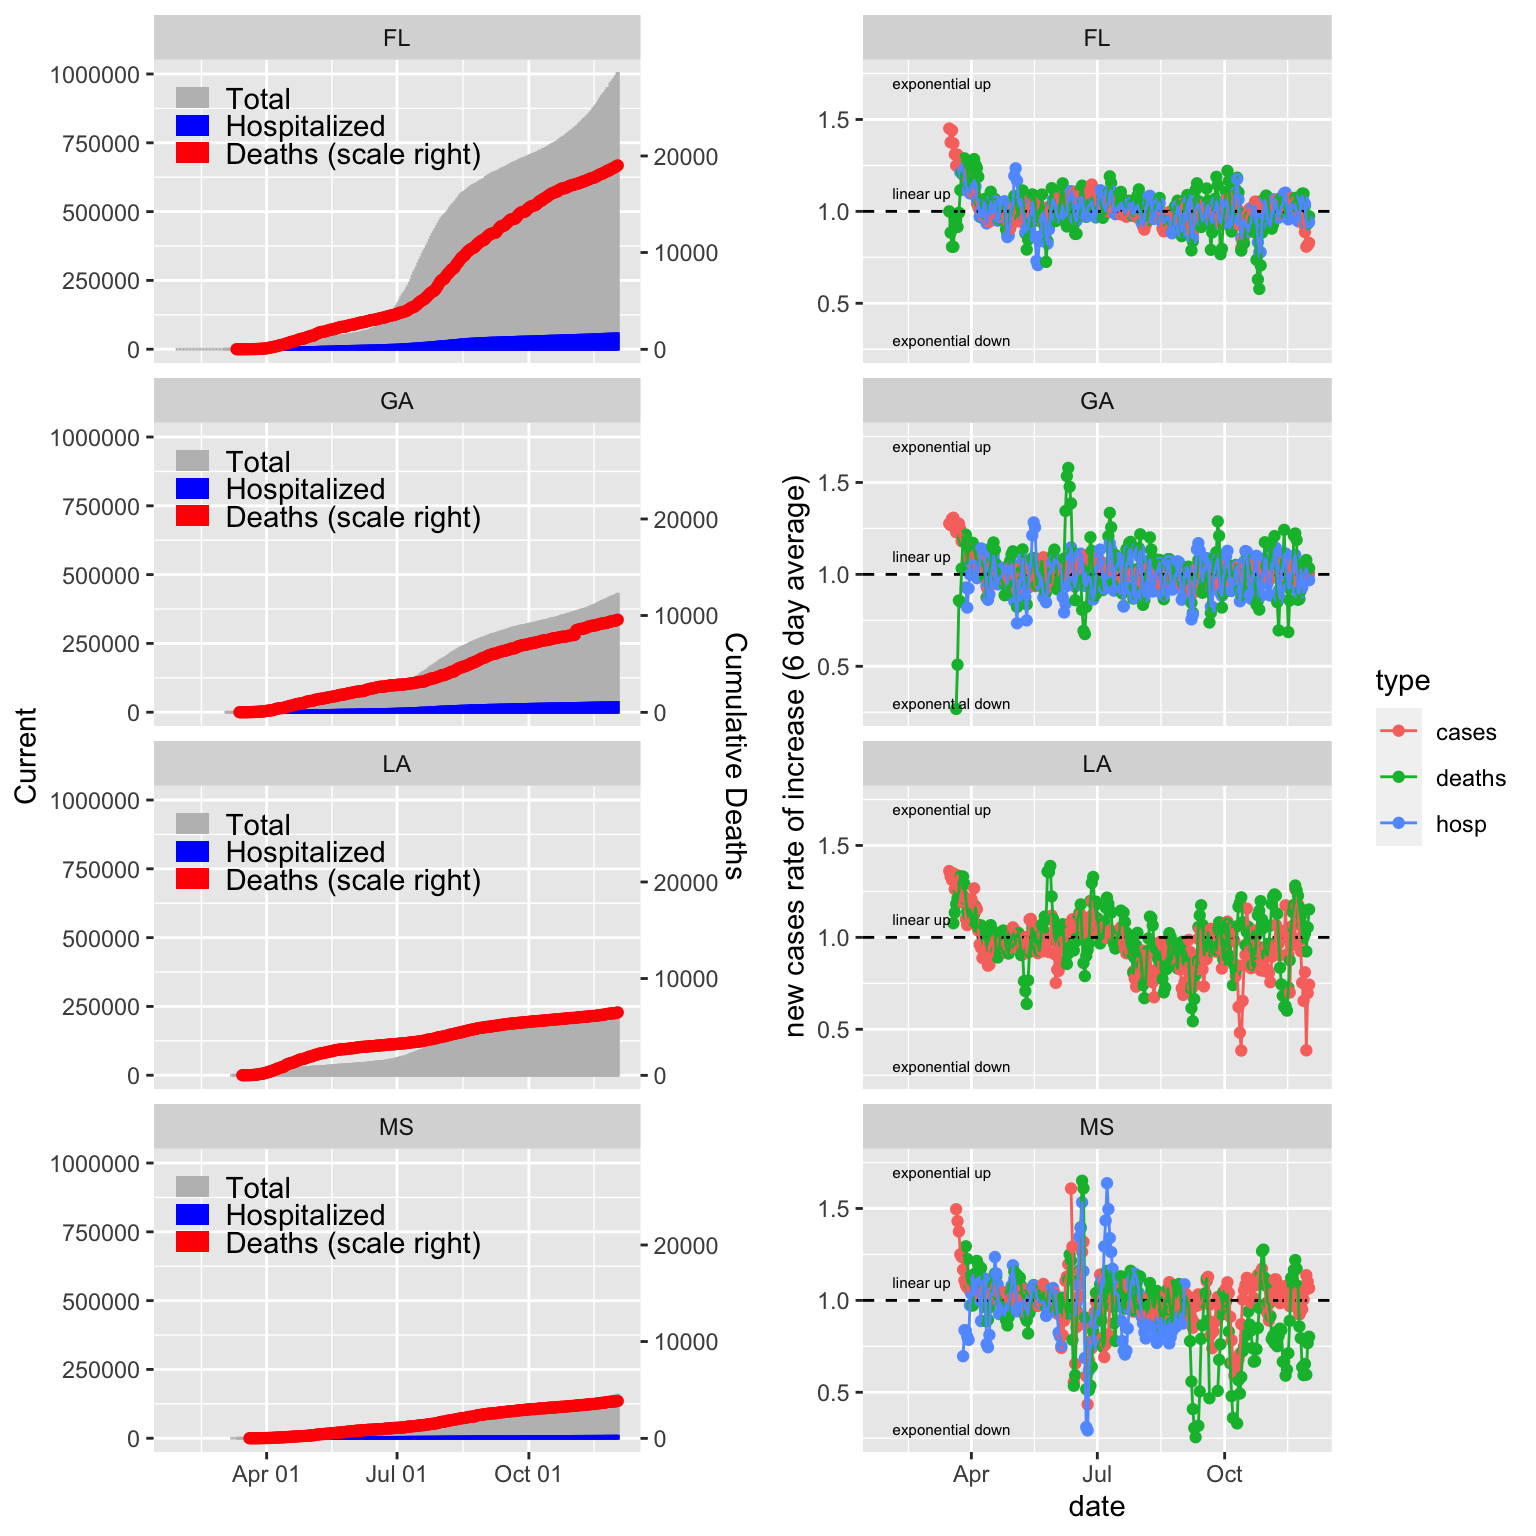 FL
1000000
750000
500000
250000
0
Total
Hospitalized
Deaths (scale right)
20000
10000
0
GA
1000000
750000
500000
250000
0
Total
Hospitalized
Deaths (scale right)
20000
10000
0
LA
1000000
750000
500000
250000
0
Total
Hospitalized
Deaths (scale right)
20000
10000
0
MS
1000000
750000
500000
250000
0
Total
Hospitalized
Deaths (scale right)
20000
10000
0
Apr 01
Jul 01
Oct 01
Current
Cumulative Deaths
FL
1.5
1.0
0.5
exponential up
linear up
exponential down
GA
1.5
1.0
0.5
exponential up
linear up
exponential down
LA
1.5
1.0
0.5
exponential up
linear up
exponential down
MS
1.5
1.0
0.5
exponential up
linear up
exponential down
Apr
Jul
Oct
date
new cases rate of increase (6 day average)
type
cases
deaths
hosp